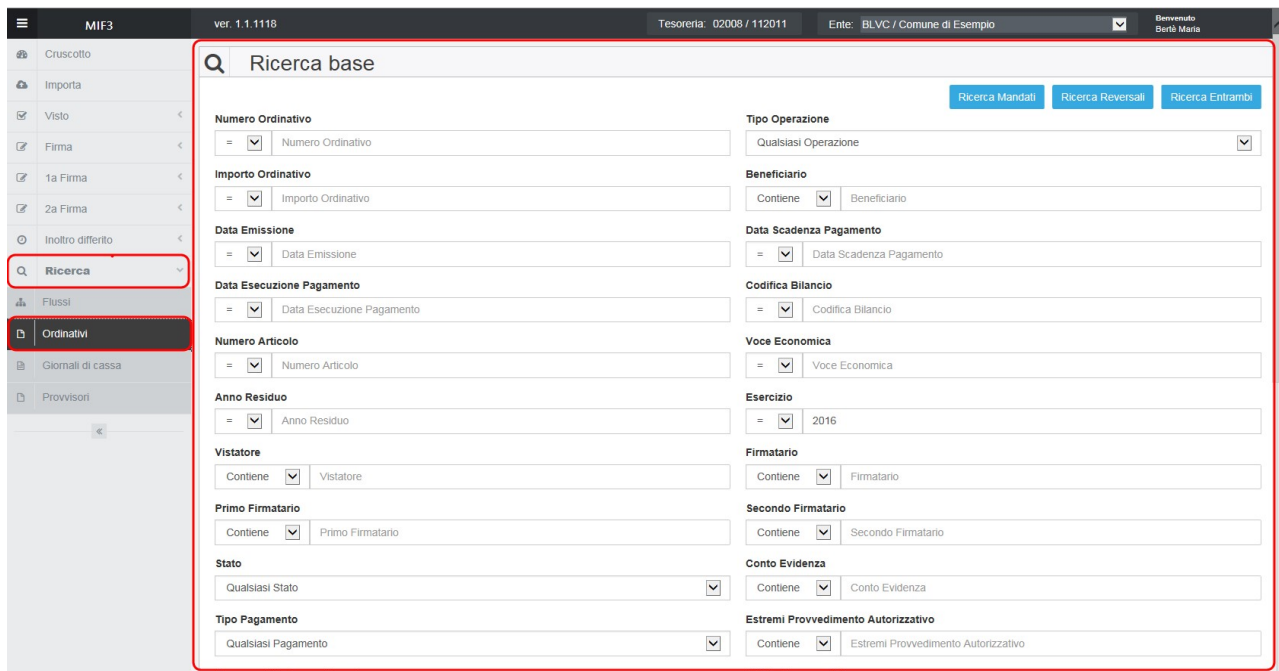 MIF3
ver. 1.1.1118
Tesoreria: 02008 / 112011
Ente: BLVC / Comune di Esempio
Benvenuto
Bertè Maria
Cruscotto
Importa
Visto
Firma
1a Firma
2a Firma
Inoltro differito
Ricerca
Flussi
Ordinativi
Giornali di cassa
Provvisori
Ricerca base
Ricerca Mandati Ricerca Reversali Ricerca Entrambi
Numero Ordinativo
= Numero Ordinativo
Tipo Operazione
Qualsiasi Operazione
Importo Ordinativo
= Importo Ordinativo
Beneficiario
Contiene Beneficiario
Data Emissione
= Data Emissione
Data Scadenza Pagamento
= Data Scadenza Pagamento
Data Esecuzione Pagamento
= Data Esecuzione Pagamento
Codifica Bilancio
= Codifica Bilancio
Numero Articolo
= Numero Articolo
Voce Economica
= Voce Economica
Anno Residuo
= Anno Residuo
Esercizio
= 2016
Vistatore
Contiene Vistatore
Firmatario
Contiene Firmatario
Primo Firmatario
Contiene Primo Firmatario
Secondo Firmatario
Contiene Secondo Firmatario
Stato
Qualsiasi Stato
Conto Evidenza
Contiene Conto Evidenza
Tipo Pagamento
Qualsiasi Pagamento
Estremi Provvedimento Autorizzativo
Contiene Estremi Provvedimento Autorizzativo